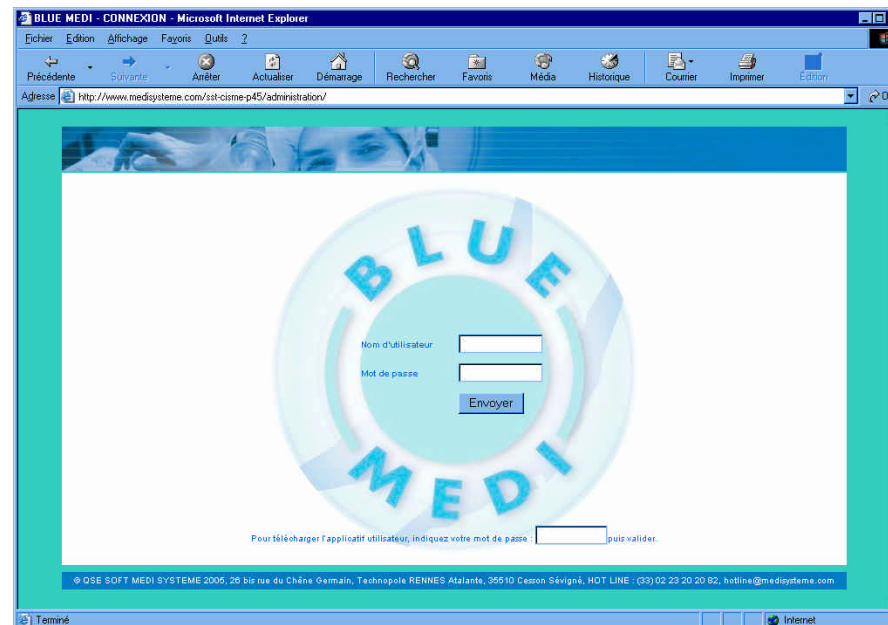 BLUE MEDI - CONNEXION - Microsoft Internet Explorer
Fichier Edition Affichage Favoris Outils ?
Précédente Suivante Arrêter Actualiser Démarrage Rechercher Favoris Média Historique Courrier Imprimer Edition
Adresse http://www.medisysteme.com/sst-cisme-p45/administration/
BLUE
Nom d'utilisateur
Mot de passe
Envoyer
MEDI
Pour télécharger l'applicatif utilisateur, indiquez votre mot de passe : puis valider.
© QSE SOFT MEDI SYSTEME 2005, 26 bis rue du Chêne Germain, Technopole RENNES Atalante, 35510 Cesson Sévigné, HOT LINE : (33) 02 23 20 20 82, hotline@medisysteme.com
Terminé Internet